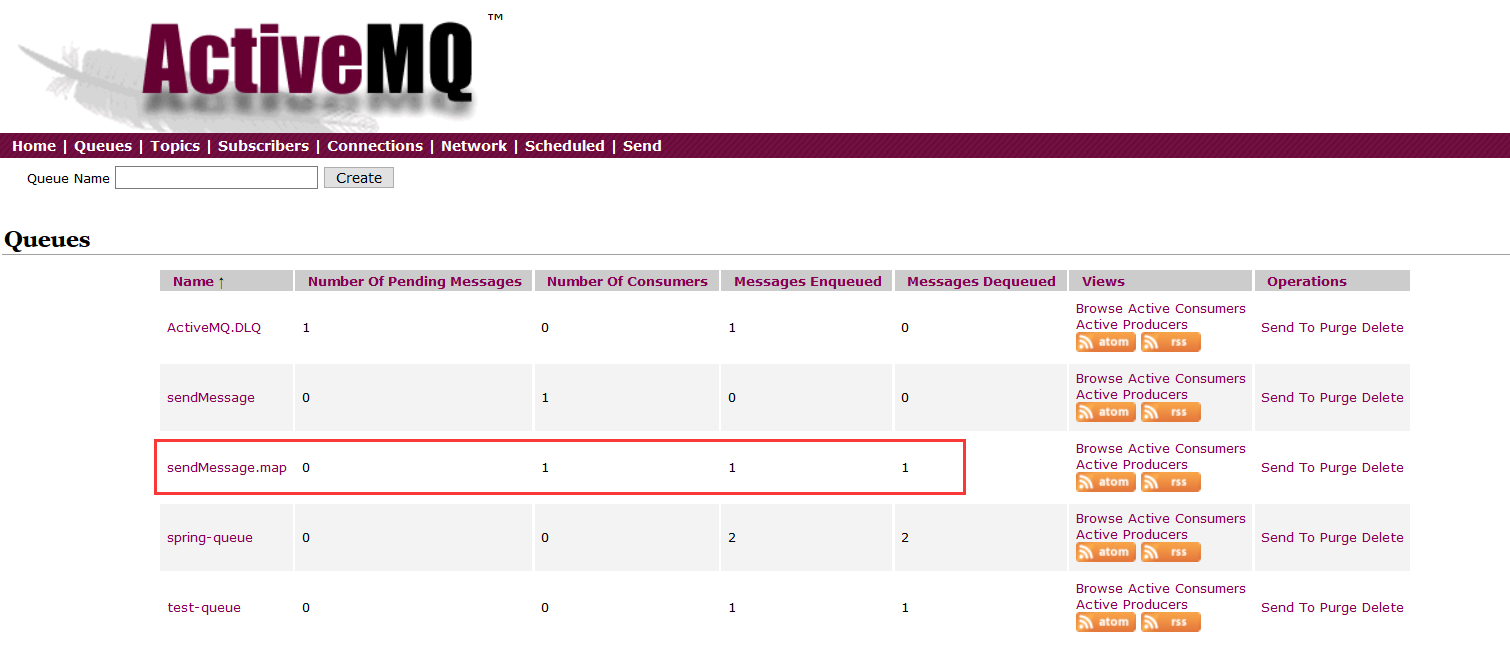 ActiveMQ ™
Home | Queues | Topics | Subscribers | Connections | Network | Scheduled | Send
Queue Name Create
Queues
Name ↑ Number Of Pending Messages Number Of Consumers Messages Enqueued Messages Dequeued Views Operations
ActiveMQ.DLQ 1 0 1 0 Browse Active Consumers
Active Producers
atom rss
Send To Purge Delete
sendMessage 0 1 0 0 Browse Active Consumers
Active Producers
atom rss
Send To Purge Delete
sendMessage.map 0 1 1 1 Browse Active Consumers
Active Producers
atom rss
Send To Purge Delete
spring-queue 0 0 2 2 Browse Active Consumers
Active Producers
atom rss
Send To Purge Delete
test-queue 0 0 1 1 Browse Active Consumers
Active Producers
atom rss
Send To Purge Delete